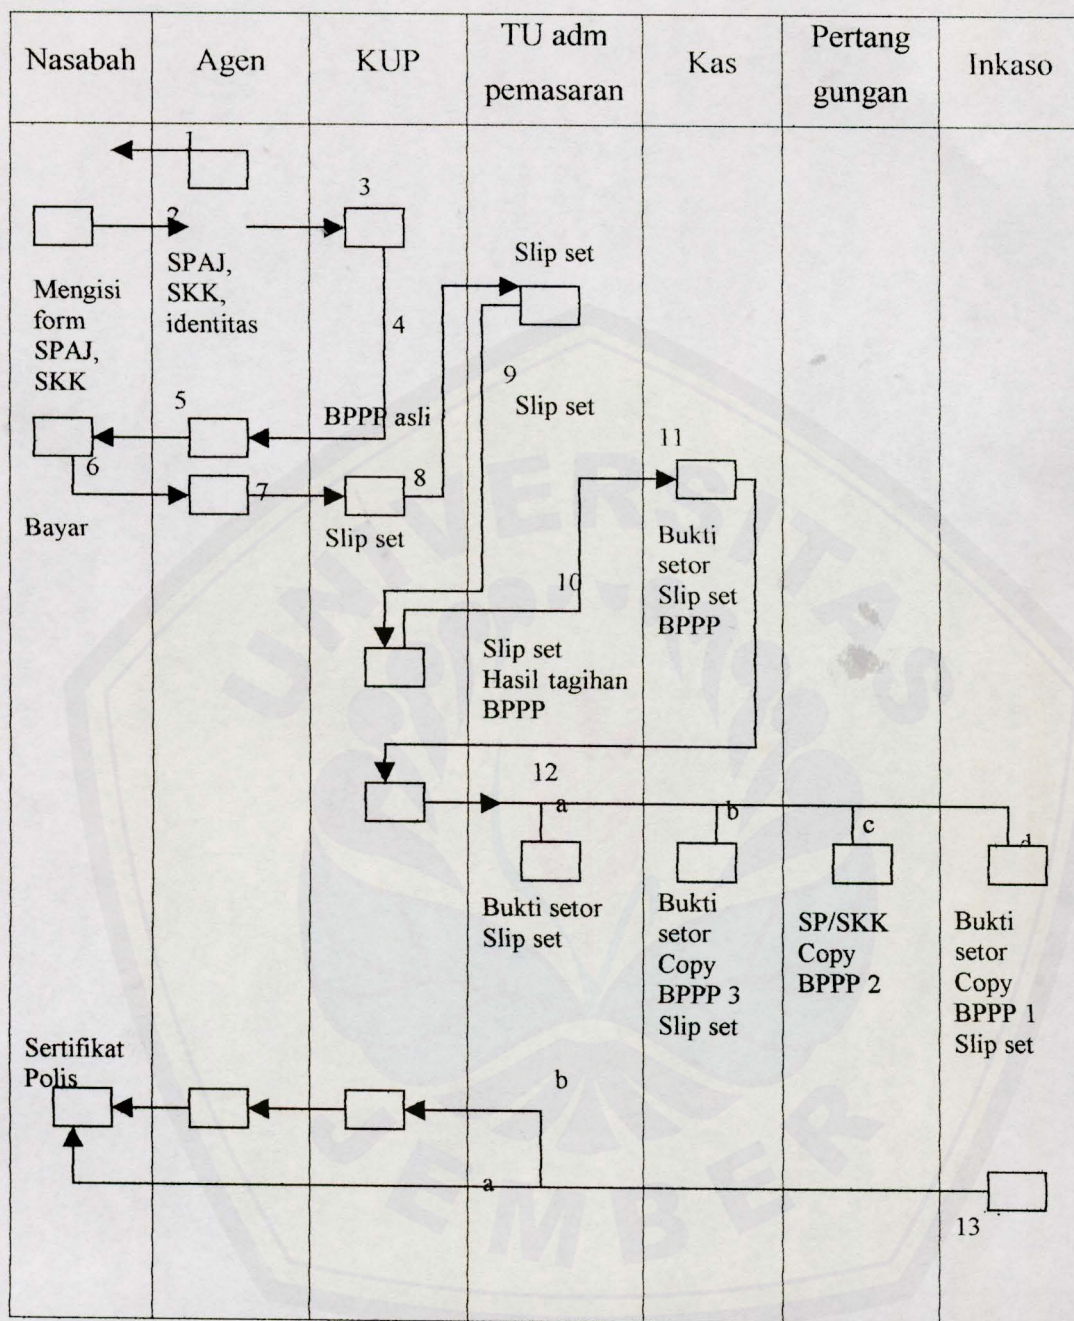 Nasabah
Agen
KUP
TU adm
pemasaran
Kas
Pertang
gungan
Inkaso
1
2
3
SPAJ,
SKK,
identitas
Mengisi
form
SPAJ,
SKK
4
Slip set
9
Slip set
5
BPPP asli
6
7
8
11
Bayar
Slip set
10
Bukti
setor
Slip set
BPPP
Slip set
Hasil tagihan
BPPP
12
a
b
c
d
Bukti setor
Slip set
Bukti
setor
Copy
BPPP 3
Slip set
SP/SKK
Copy
BPPP 2
Bukti
setor
Copy
BPPP 1
Slip set
Sertifikat
Polis
b
a
13
UNIVERSITAS
JEMBER